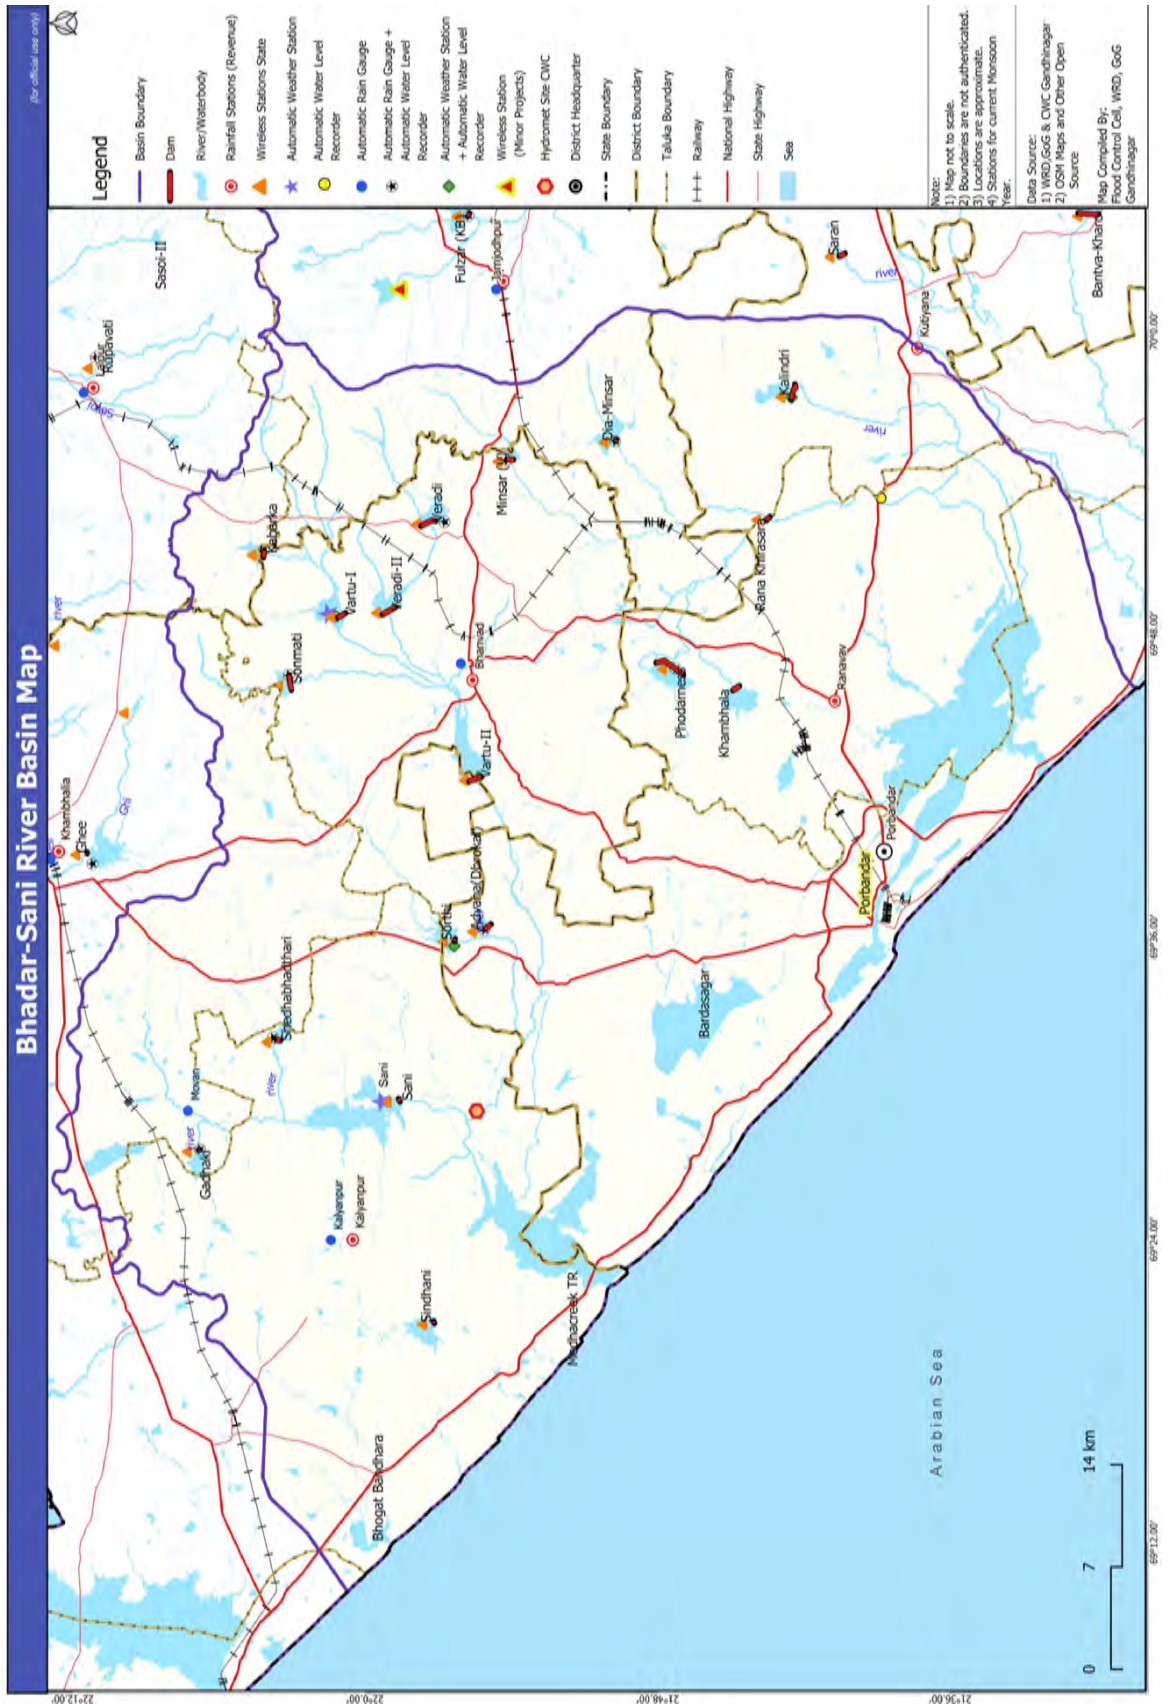 Bhadar-Sani River Basin Map
(for official use only)
Legend
Basin Boundary
Dam
River/Waterbody
Rainfall Stations (Revenue)
Wireless Stations State
Automatic Weather Station
Automatic Water Level
Recorder
Automatic Rain Gauge
Automatic Rain Gauge +
Automatic Water Level
Recorder
Automatic Weather Station
+ Automatic Water Level
Recorder
Wireless Station
(Minor Projects)
Hydromet Site CWC
District Headquarter
State Boundary
District Boundary
Taluka Boundary
Railway
National Highway
State Highway
Sea
Note:
1) Map not to scale.
2) Boundaries are not authenticated.
3) Locations are approximate.
4) Stations for current Monsoon
Year.
Data Source:
1) WRD,GoG & CWC Gandhinagar
2) OSM Maps and Other Open
Source
Map Compiled By:
Flood Control Cell, WRD, GoG
Gandhinagar
Khambhalia
Ghee
Ghi
river
Lalpur
Rupavati
Sasoi
Sasoi-II
Kabarka
Sonmati
Vartu-I
Veradi-II
Veradi
Bhanvad
Vartu-II
Minsar
Fulzar (KB)
Jamjodhpur
Dia-Minsar
Kalindri
river
Saran
river
Kutiyana
Bantva-Kharo
Rana Khirasara
Phodarness
Khambhala
Ranavav
Porbandar
Porbandar
Bardasagar
Sorthi
Shedhabhadthari
river
Movan
river
Gadhaki
Sani
Sani
Kalyanpur
Kalyanpur
Sindhani
Medhacreek TR
Bhogat Bandhara
Arabian Sea
0
7
14 km
69°12.00'
69°24.00'
69°36.00'
69°48.00'
70°0.00'
22°12.00'
22°0.00'
21°48.00'
21°36.00'